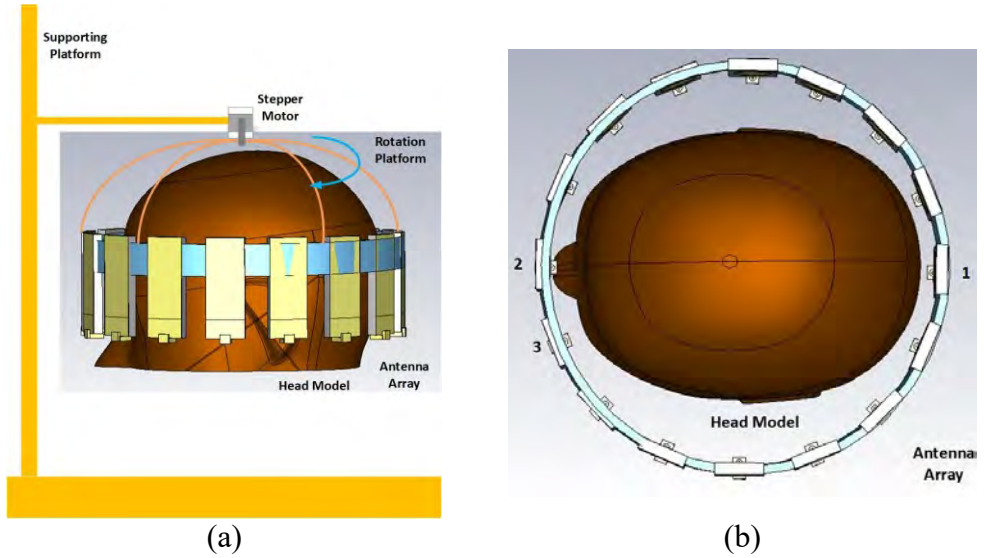 Supporting
Platform
Stepper
Motor
Rotation
Platform
Head Model
Antenna
Array
(a)
2
1
3
Head Model
Antenna
Array
(b)